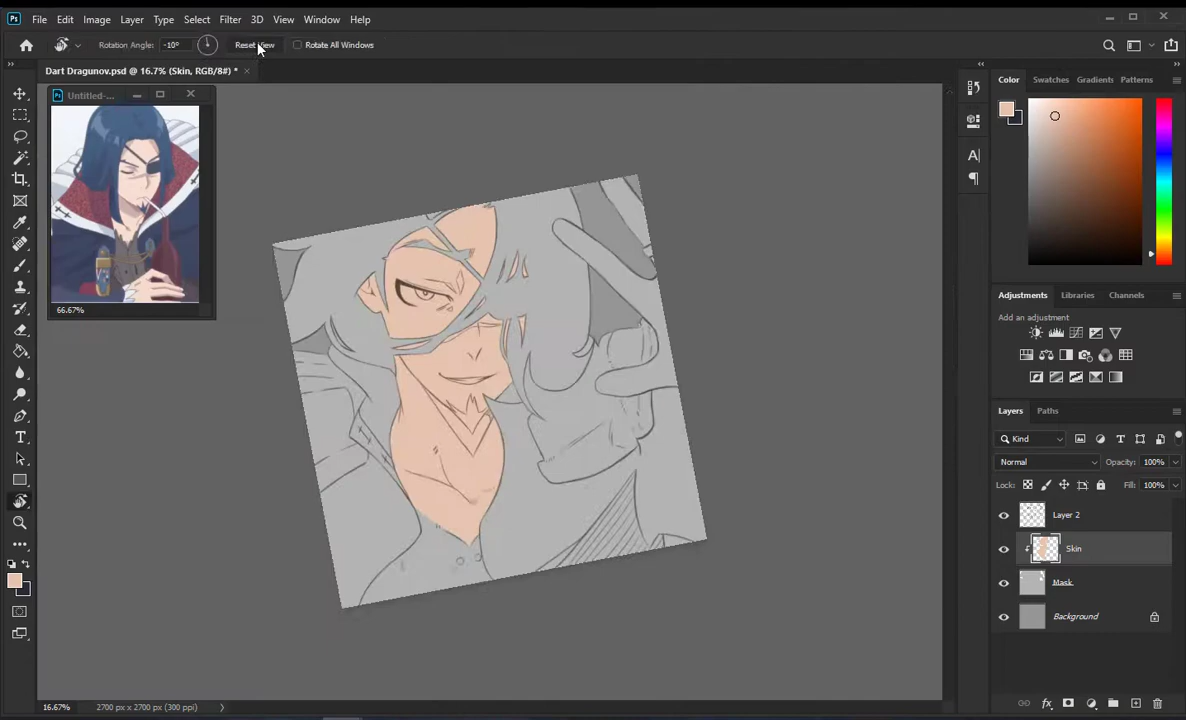 Ps File Edit Image Layer Type Select Filter 3D View Window Help
Rotation Angle: -10° Reset View Rotate All Windows
Dart Dragunov.psd @ 16.7% (Skin, RGB/8#) *
Ps Untitled-...
66.67%
Color Swatches Gradients Patterns
Adjustments Libraries Channels
Add an adjustment
Layers Paths
Kind
Normal Opacity: 100%
Lock: Fill: 100%
Layer 2
Skin
Mask
Background
16.67% 2700 px x 2700 px (300 ppi)